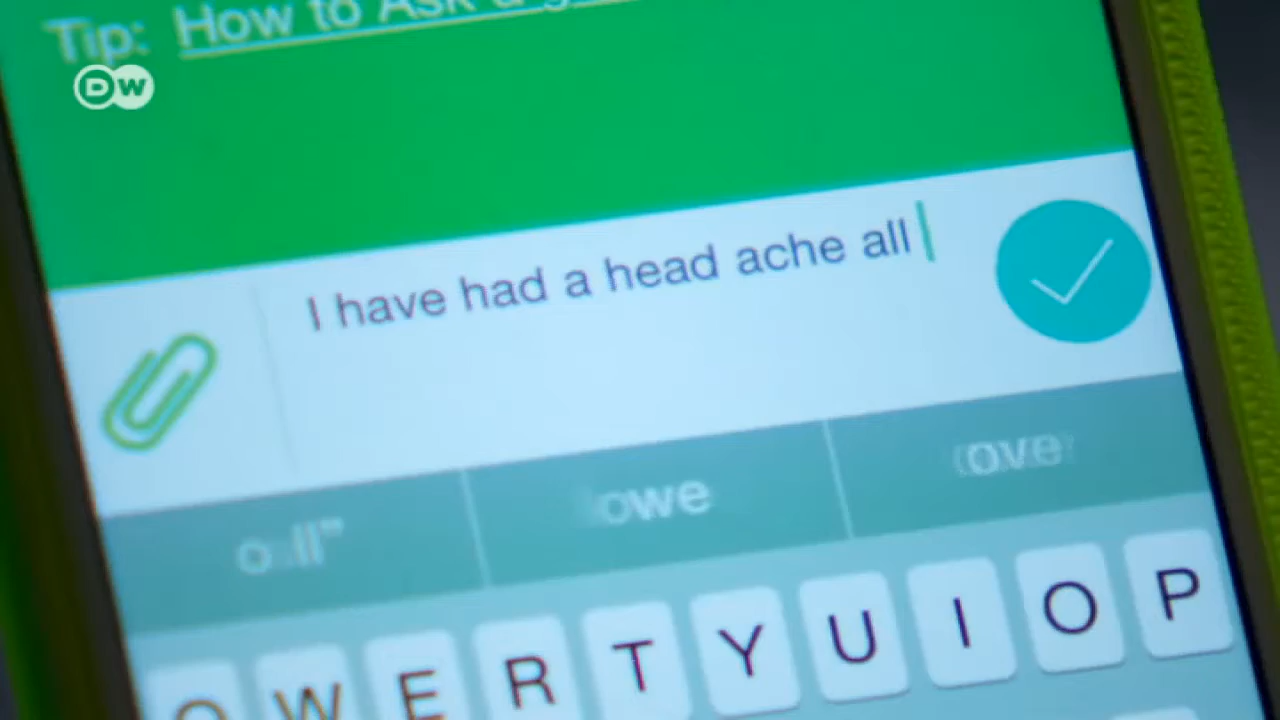 Tip: How to Ask a
DW
I have had a head ache all
owe
ove
W E R T Y U I O P